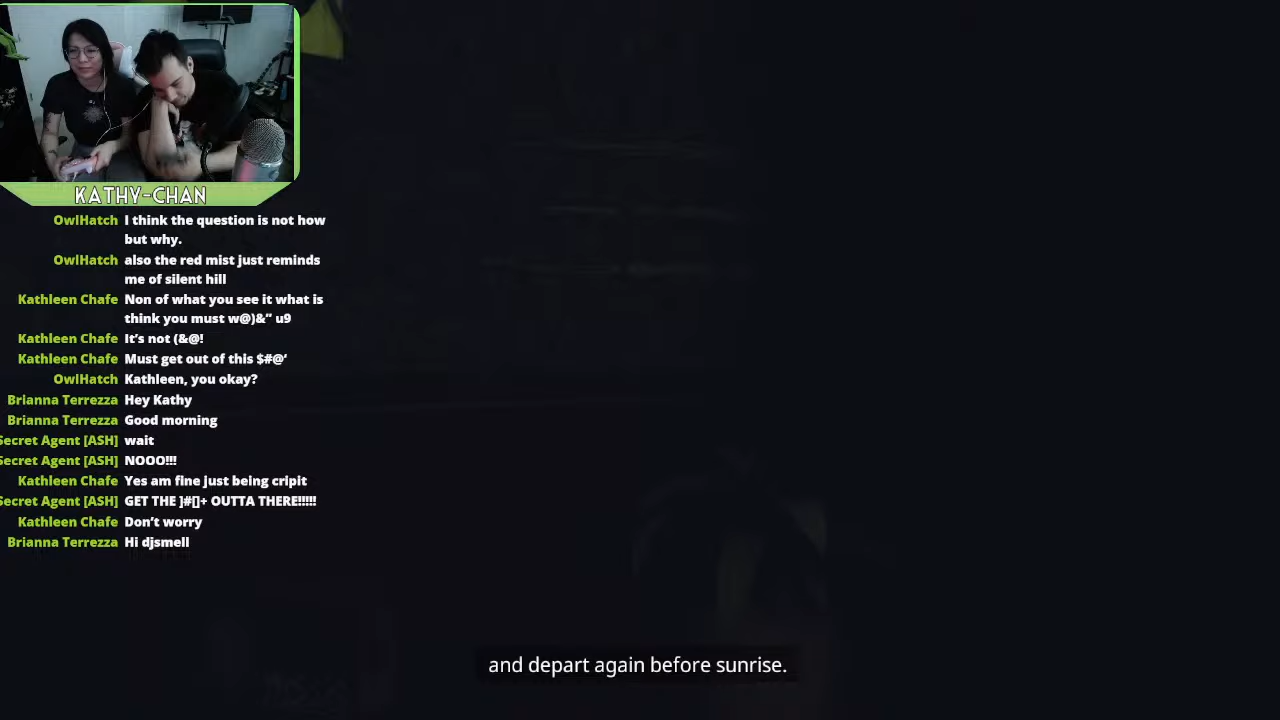 KATHY-CHAN
OwlHatch I think the question is not how
but why.
OwlHatch also the red mist just reminds
me of silent hill
Kathleen Chafe Non of what you see it what is
think you must w@)&" u9
Kathleen Chafe It's not (&@!
Kathleen Chafe Must get out of this $#@'
OwlHatch Kathleen, you okay?
Brianna Terrezza Hey Kathy
Brianna Terrezza Good morning
Secret Agent [ASH] wait
Secret Agent [ASH] NOOO!!!
Kathleen Chafe Yes am fine just being cripit
Secret Agent [ASH] GET THE ]#[]+ OUTTA THERE!!!!!
Kathleen Chafe Don't worry
Brianna Terrezza Hi djsmell
and depart again before sunrise.